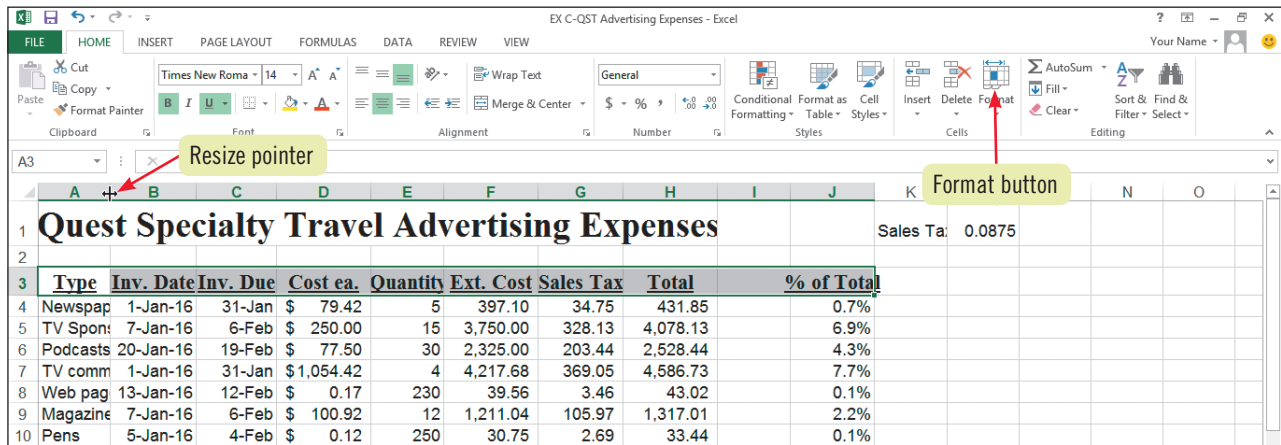 EX C-QST Advertising Expenses - Excel
?
FILE HOME INSERT PAGE LAYOUT FORMULAS DATA REVIEW VIEW Your Name
Cut
Copy
Format Painter
Paste
Clipboard
Times New Roma 14
B I U
Font
Wrap Text
Merge & Center
Alignment
General
$ % , .00 .0
Number
Conditional Formatting
Format as Table
Cell Styles
Styles
Insert Delete Format
Cells
AutoSum
Fill
Clear
Sort & Filter
Find & Select
Editing
A3
Resize pointer
Format button
A B C D E F G H I J K N O
1 Quest Specialty Travel Advertising Expenses Sales Ta 0.0875
2
3 Type Inv. Date Inv. Due Cost ea. Quantity Ext. Cost Sales Tax Total % of Total
4 Newspap 1-Jan-16 31-Jan $ 79.42 5 397.10 34.75 431.85 0.7%
5 TV Spons 7-Jan-16 6-Feb $ 250.00 15 3,750.00 328.13 4,078.13 6.9%
6 Podcasts 20-Jan-16 19-Feb $ 77.50 30 2,325.00 203.44 2,528.44 4.3%
7 TV comm 1-Jan-16 31-Jan $1,054.42 4 4,217.68 369.05 4,586.73 7.7%
8 Web pag 13-Jan-16 12-Feb $ 0.17 230 39.56 3.46 43.02 0.1%
9 Magazine 7-Jan-16 6-Feb $ 100.92 12 1,211.04 105.97 1,317.01 2.2%
10 Pens 5-Jan-16 4-Feb $ 0.12 250 30.75 2.69 33.44 0.1%